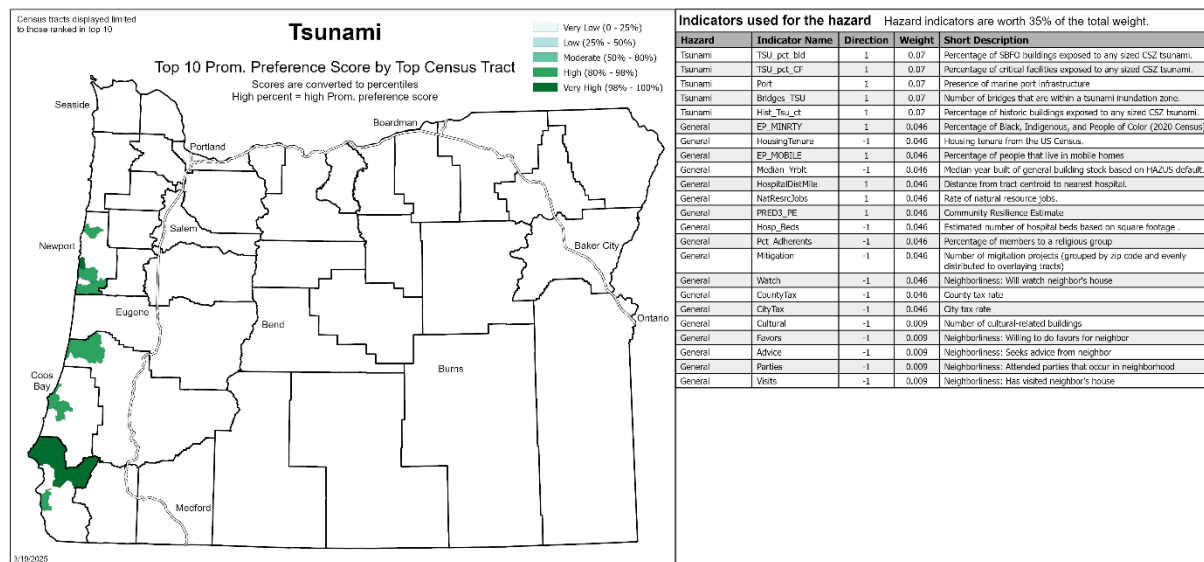 Census tracts displayed limited
to those ranked in top 10
Tsunami
Top 10 Prom. Preference Score by Top Census Tract
Scores are converted to percentiles
High percent = high Prom. preference score
Very Low (0 - 25%)
Low (25% - 50%)
Moderate (50% - 80%)
High (80% - 98%)
Very High (98% - 100%)
Seaside
Portland
Boardman
Salem
Newport
Baker City
Eugene
Bend
Ontario
Coos
Bay
Burns
Medford
3/19/2025
Indicators used for the hazard Hazard indicators are worth 35% of the total weight.
Hazard Indicator Name Direction Weight Short Description
Tsunami TSU_pct_bld 1 0.07 Percentage of SBFO buildings exposed to any sized CSZ tsunami.
Tsunami TSU_pct_CF 1 0.07 Percentage of critical facilities exposed to any sized CSZ tsunami.
Tsunami Port 1 0.07 Presence of marine port infrastructure
Tsunami Bridges_TSU 1 0.07 Number of bridges that are within a tsunami inundation zone.
Tsunami Hist_Tsu_ct 1 0.07 Percentage of historic buildings exposed to any sized CSZ tsunami.
General EP_MINRTY 1 0.046 Percentage of Black, Indigenous, and People of Color (2020 Census)
General HousingTenure -1 0.046 Housing tenure from the US Census.
General EP_MOBILE 1 0.046 Percentage of people that live in mobile homes
General Median_Yrblt -1 0.046 Median year built of general building stock based on HAZUS default.
General HospitalDistMile 1 0.046 Distance from tract centroid to nearest hospital.
General NatResrcJobs 1 0.046 Rate of natural resource jobs.
General PRED3_PE 1 0.046 Community Resilience Estimate
General Hosp_Beds -1 0.046 Estimated number of hospital beds based on square footage .
General Pct_Adherents -1 0.046 Percentage of members to a religious group
General Mitigation -1 0.046 Number of migitation projects (grouped by zip code and evenly
distributed to overlaying tracts)
General Watch -1 0.046 Neighborliness: Will watch neighbor's house
General CountyTax -1 0.046 County tax rate
General CityTax -1 0.046 City tax rate
General Cultural -1 0.009 Number of cultural-related buildings
General Favors -1 0.009 Neighborliness: Willing to do favors for neighbor
General Advice -1 0.009 Neighborliness: Seeks advice from neighbor
General Parties -1 0.009 Neighborliness: Attended parties that occur in neighborhood
General Visits -1 0.009 Neighborliness: Has visited neighbor's house